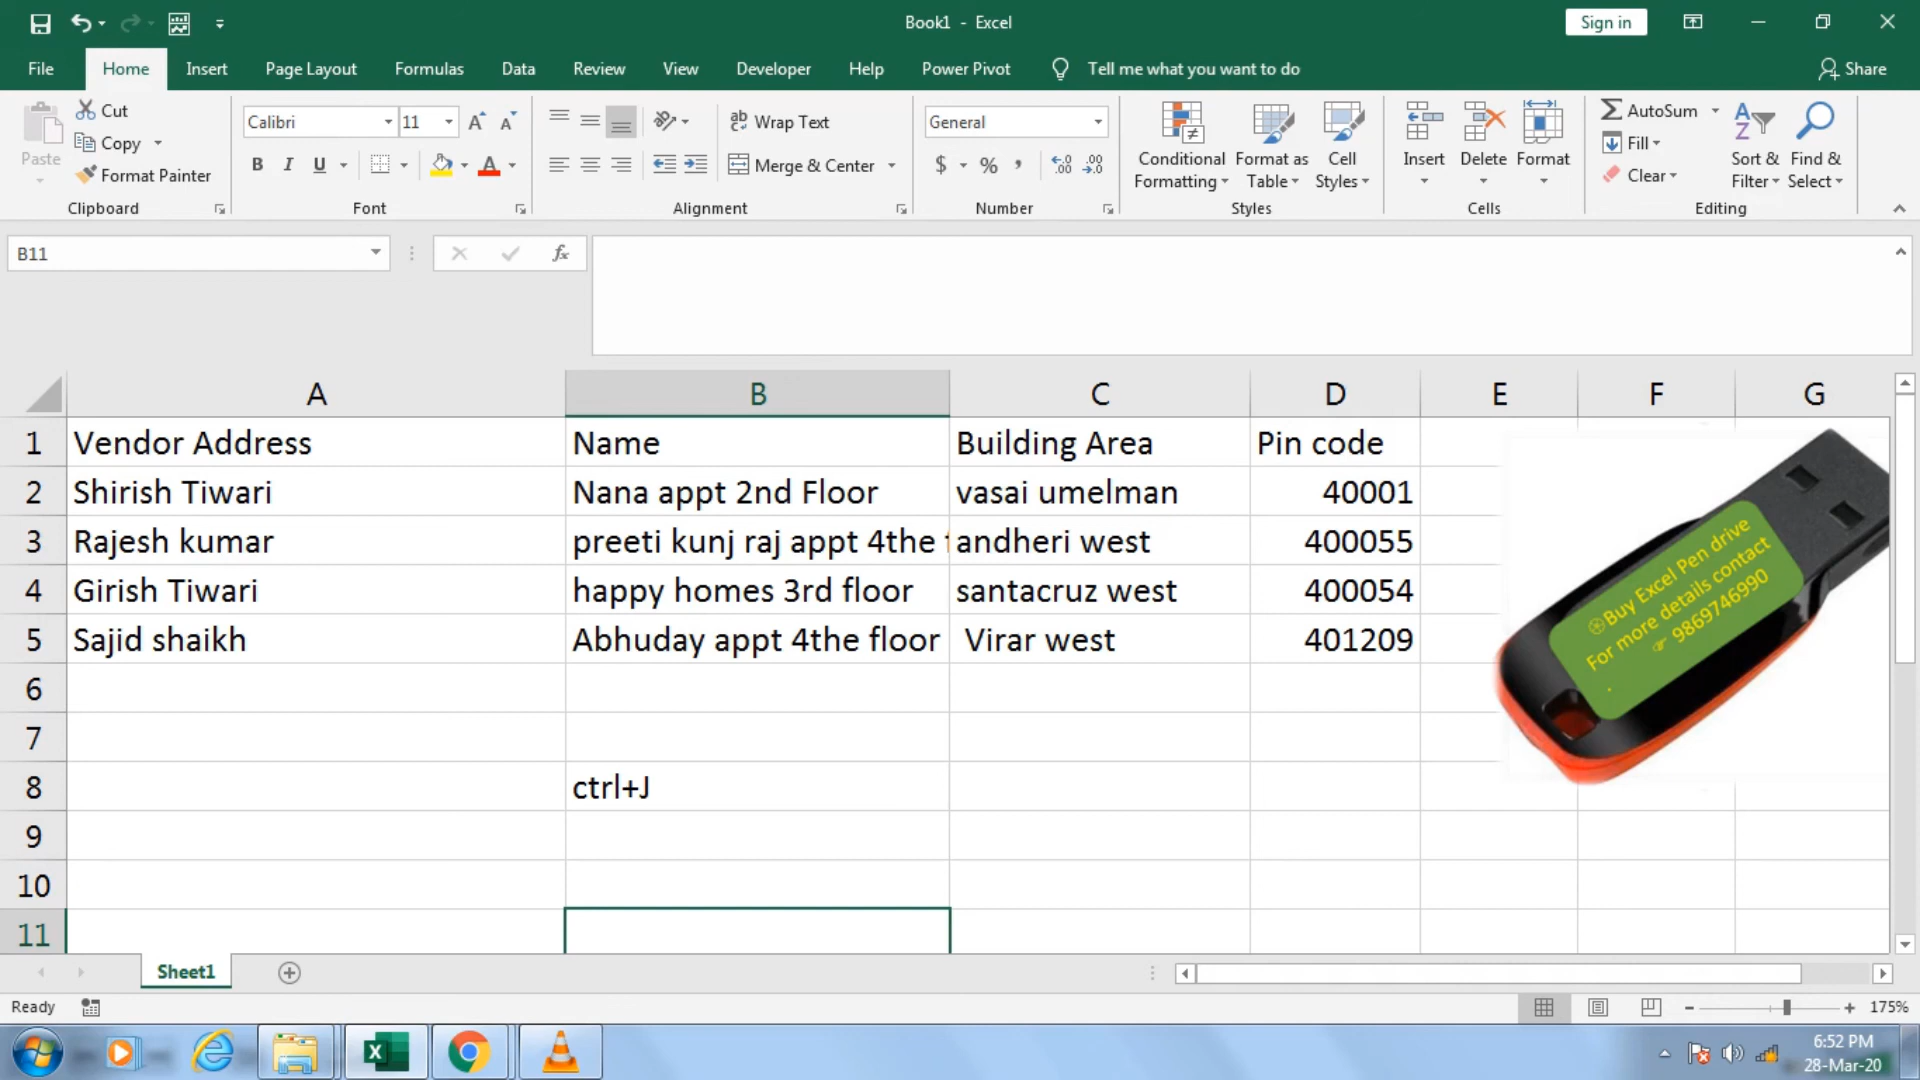 Book1 - Excel
Sign in
File Home Insert Page Layout Formulas Data Review View Developer Help Power Pivot Tell me what you want to do Share
Paste
Cut
Copy
Format Painter
Clipboard
Calibri 11
B I U A
Font
Wrap Text
Merge & Center
Alignment
General
$ % ,
Number
Conditional Formatting
Format as Table
Cell Styles
Styles
Insert
Delete
Format
Cells
AutoSum
Fill
Clear
Sort & Filter
Find & Select
Editing
B11
fx
A B C D E F G
1 Vendor Address Name Building Area Pin code
2 Shirish Tiwari Nana appt 2nd Floor vasai umelman 40001
3 Rajesh kumar preeti kunj raj appt 4the andheri west 400055
4 Girish Tiwari happy homes 3rd floor santacruz west 400054
5 Sajid shaikh Abhuday appt 4the floor Virar west 401209
6
7
8 ctrl+J
9
10
11
Buy Excel Pen drive
For more details contact
9869746990
Sheet1
Ready
175%
6:52 PM
28-Mar-20